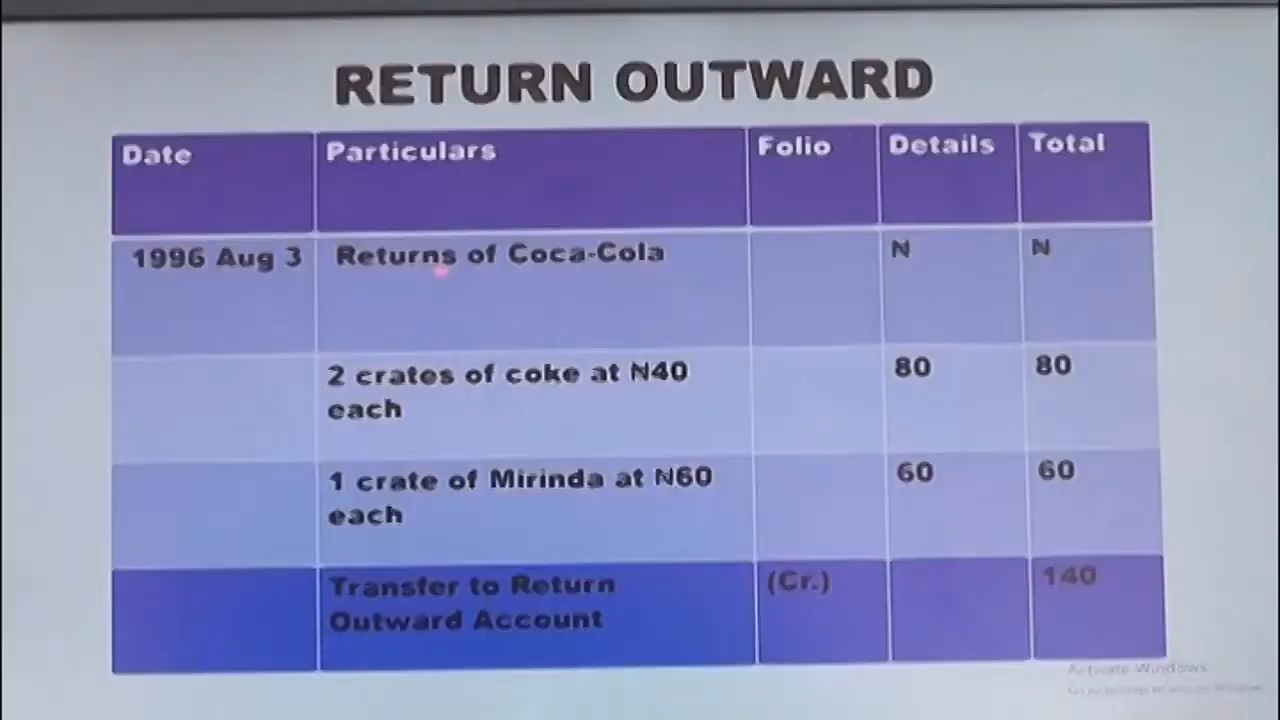 RETURN OUTWARD
Date Particulars Folio Details Total
1996 Aug 3 Returns of Coca-Cola N N
2 crates of coke at N40 80 80
each
1 crate of Mirinda at N60 60 60
each
Transfer to Return (Cr.) 140
Outward Account
Activate Windows